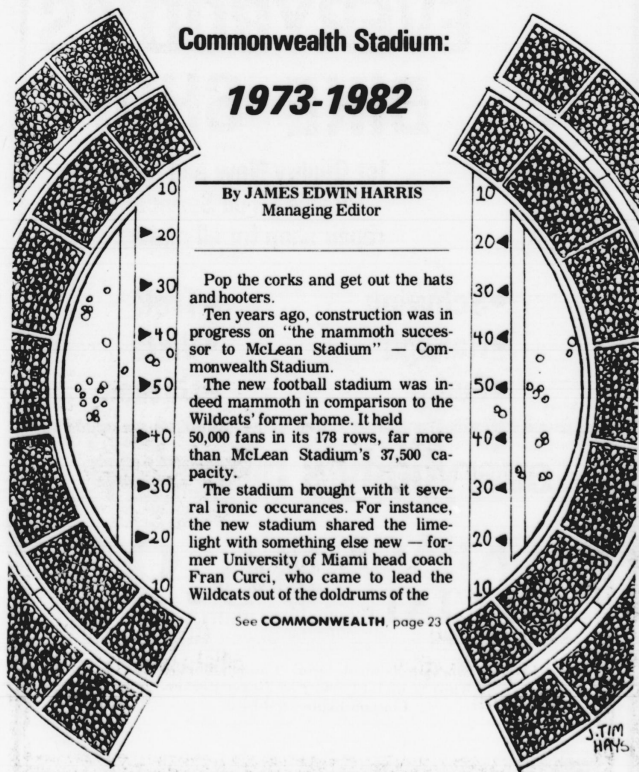 Commonwealth Stadium:
1973-1982
By JAMES EDWIN HARRIS
Managing Editor
Pop the corks and get out the hats
and hooters.
Ten years ago, construction was in
progress on "the mammoth succes-
sor to McLean Stadium" — Com-
monwealth Stadium.
The new football stadium was in-
deed mammoth in comparison to the
Wildcats' former home. It held
50,000 fans in its 178 rows, far more
than McLean Stadium's 37,500 ca-
pacity.
The stadium brought with it seve-
ral ironic occurances. For instance,
the new stadium shared the lime-
light with something else new — for-
mer University of Miami head coach
Fran Curci, who came to lead the
Wildcats out of the doldrums of the
See COMMONWEALTH, page 23
10
20
30
40
50
40
30
20
10
10
20
30
40
50
40
30
20
10
J.TIM
HAYS